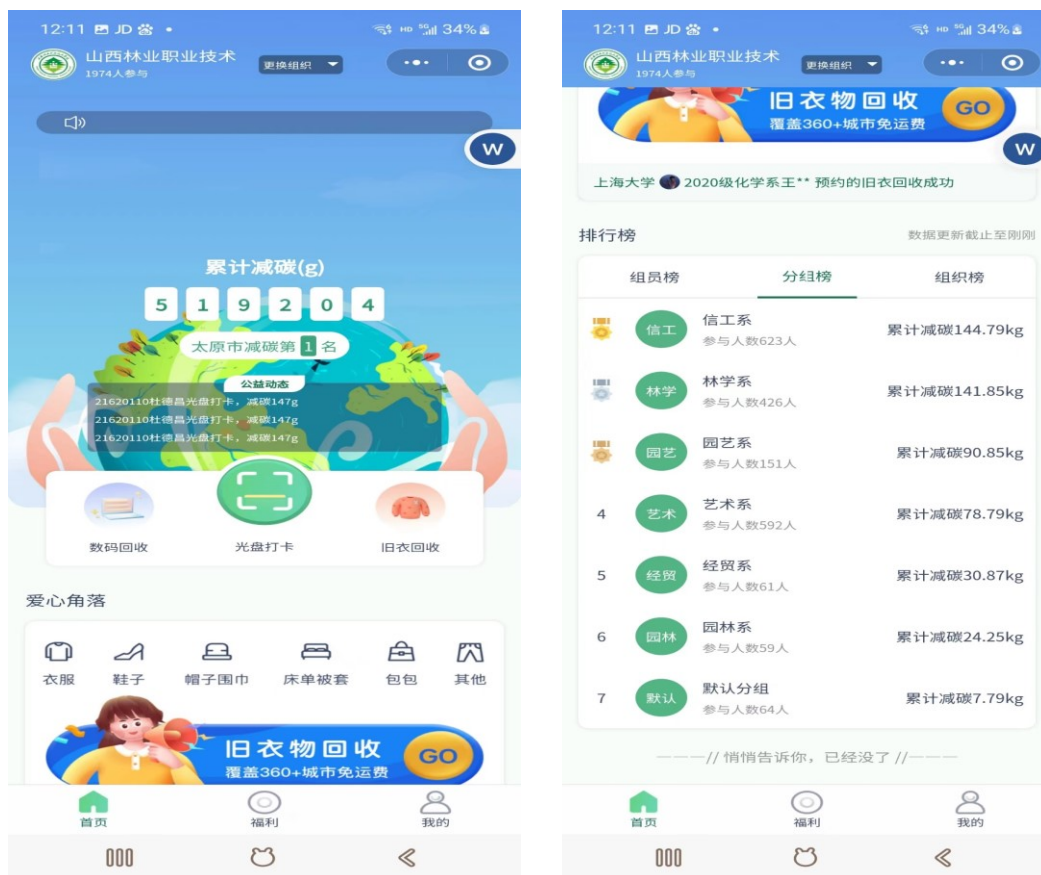 12:11 JD •
HD 5G 34%
山西林业职业技术
1974人参与
更换组织
W
累计减碳(g)
5 1 9 2 0 4
太原市减碳第 1 名
公益动态
21620110杜德昌光盘打卡，减碳147g
21620110杜德昌光盘打卡，减碳147g
21620110杜德昌光盘打卡，减碳147g
数码回收 光盘打卡 旧衣回收
爱心角落
衣服 鞋子 帽子围巾 床单被套 包包 其他
旧衣物回收
覆盖360+城市免运费
GO
首页 福利 我的
12:11 JD •
HD 5G 34%
山西林业职业技术
1974人参与
更换组织
旧衣物回收
覆盖360+城市免运费
GO
W
上海大学 2020级化学系王** 预约的旧衣回收成功
排行榜 数据更新截止至刚刚
组员榜 分组榜 组织榜
信工 信工系 累计减碳144.79kg
参与人数623人
林学 林学系 累计减碳141.85kg
参与人数426人
园艺 园艺系 累计减碳90.85kg
参与人数151人
4 艺术 艺术系 累计减碳78.79kg
参与人数592人
5 经贸 经贸系 累计减碳30.87kg
参与人数61人
6 园林 园林系 累计减碳24.25kg
参与人数59人
7 默认 默认分组 累计减碳7.79kg
参与人数64人
———// 悄悄告诉你，已经没了 //———
首页 福利 我的